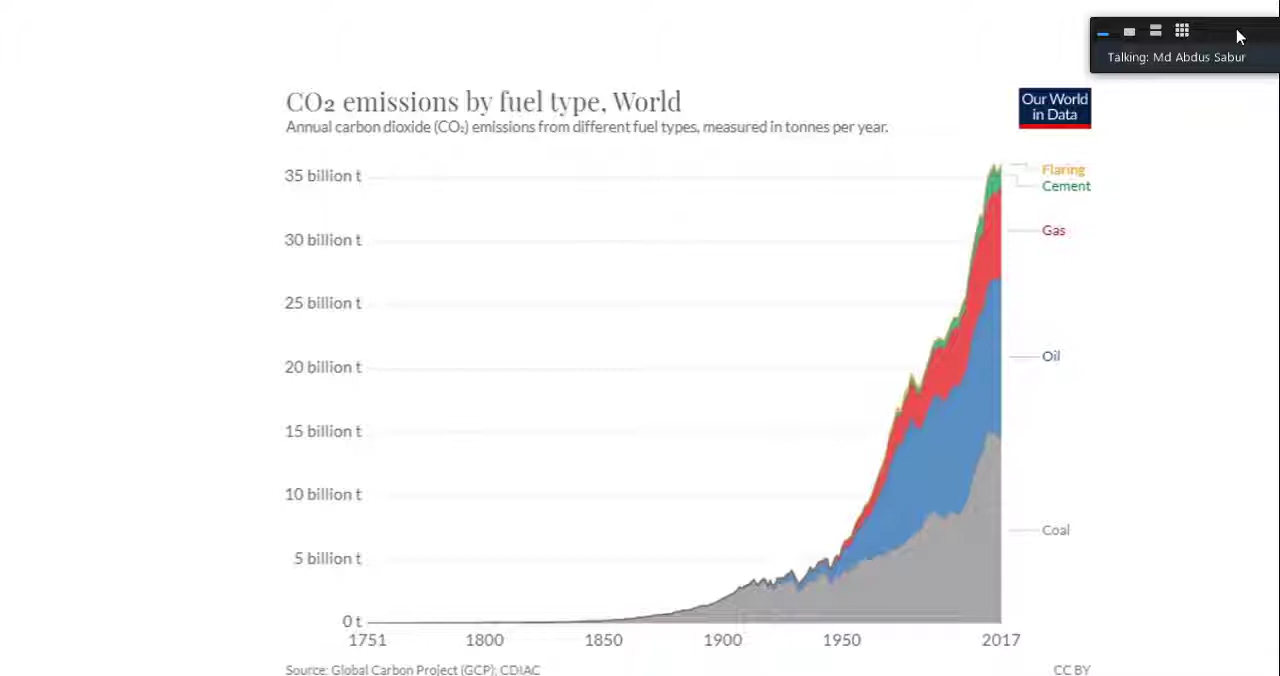 Talking: Md Abdus Sabur
CO₂ emissions by fuel type, World
Our World
in Data
Annual carbon dioxide (CO₂) emissions from different fuel types, measured in tonnes per year.
35 billion t
30 billion t
25 billion t
20 billion t
15 billion t
10 billion t
5 billion t
0 t
Flaring
Cement
Gas
Oil
Coal
1751
1800
1850
1900
1950
2017
Source: Global Carbon Project (GCP); CDIAC
CC BY